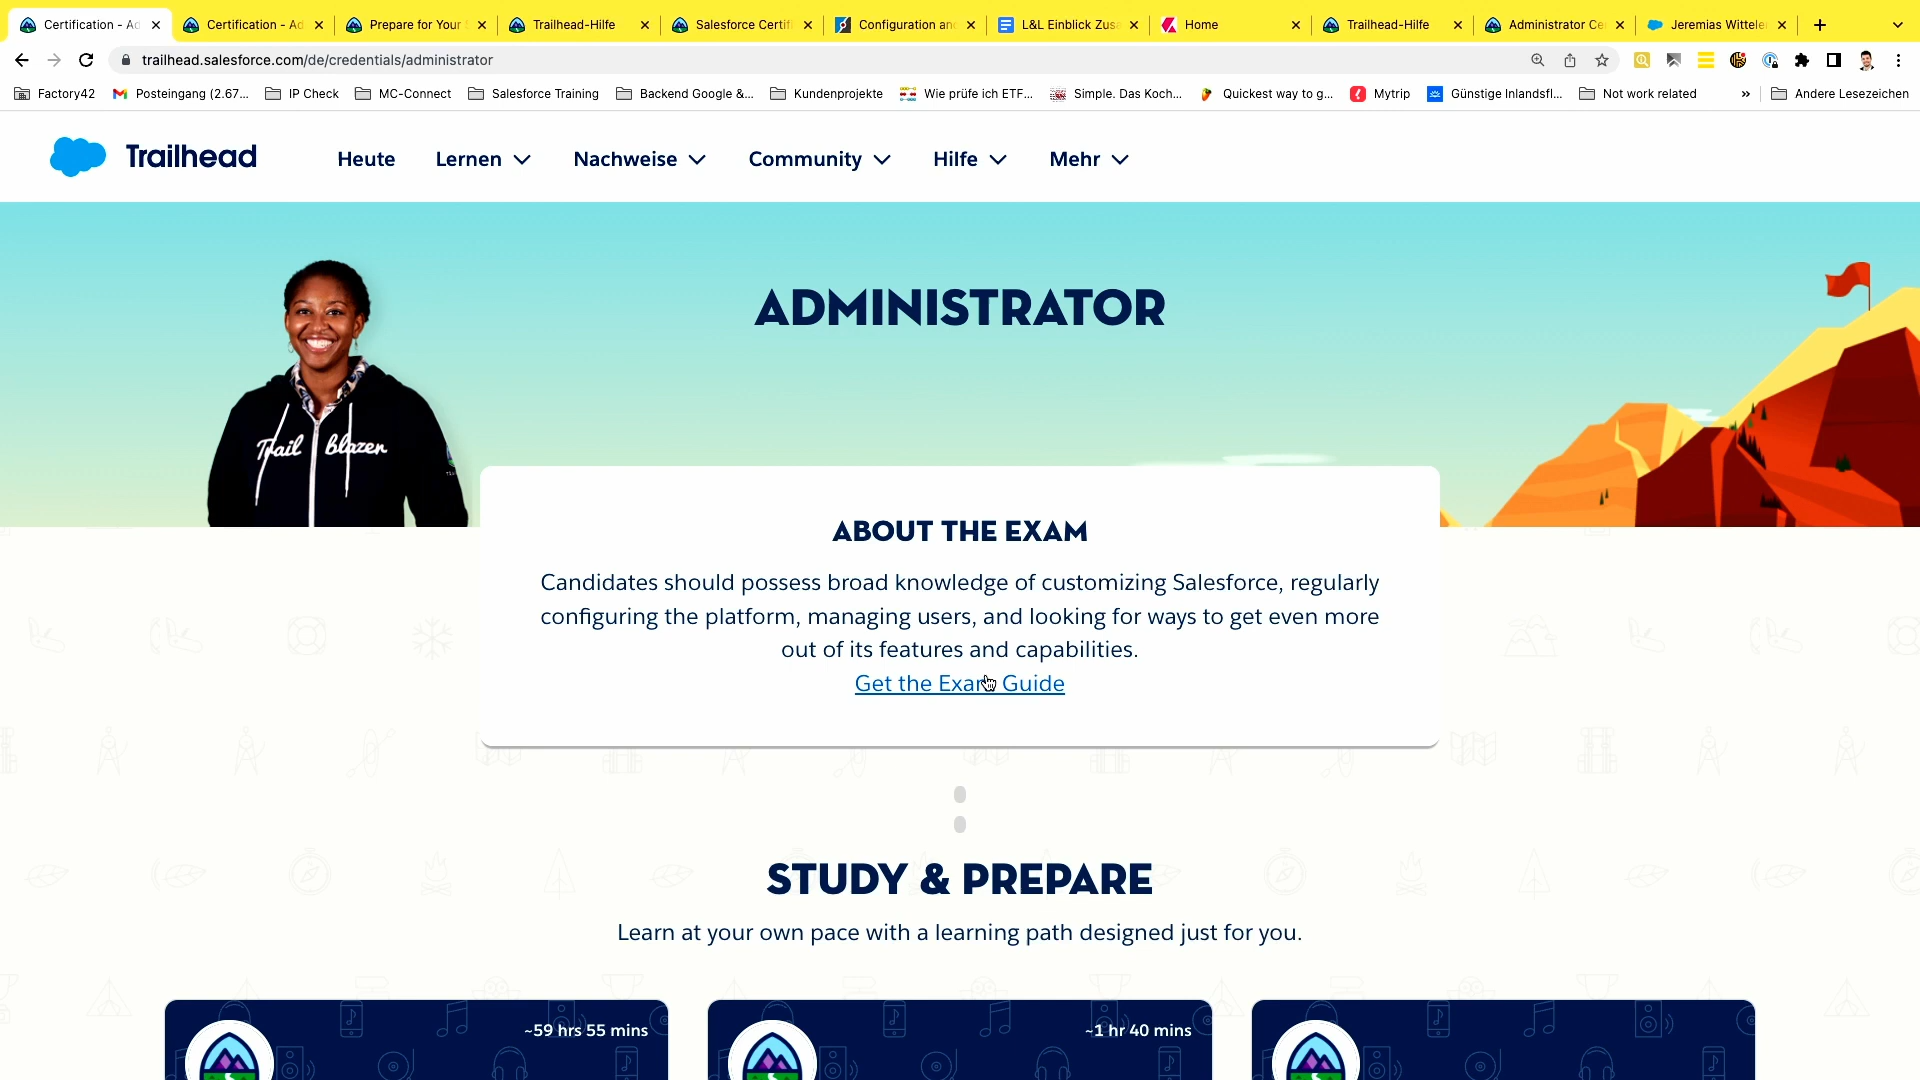 Certification - Ad
Certification - Ad
Prepare for Your S
Trailhead-Hilfe
Salesforce Certifi
Configuration an
L&L Einblick Zusa
Home
Trailhead-Hilfe
Administrator Ce
Jeremias Wittele
trailhead.salesforce.com/de/credentials/administrator
Factory42
Posteingang (2.67...
IP Check
MC-Connect
Salesforce Training
Backend Google &...
Kundenprojekte
Wie prüfe ich ETF...
Simple. Das Koch...
Quickest way to g...
Mytrip
Günstige Inlandsfl...
Not work related
»
Andere Lesezeichen
Trailhead
Heute
Lernen
Nachweise
Community
Hilfe
Mehr
ADMINISTRATOR
Trail Blazer
ABOUT THE EXAM
Candidates should possess broad knowledge of customizing Salesforce, regularly
configuring the platform, managing users, and looking for ways to get even more
out of its features and capabilities.
Get the Exam Guide
STUDY & PREPARE
Learn at your own pace with a learning path designed just for you.
~59 hrs 55 mins
~1 hr 40 mins